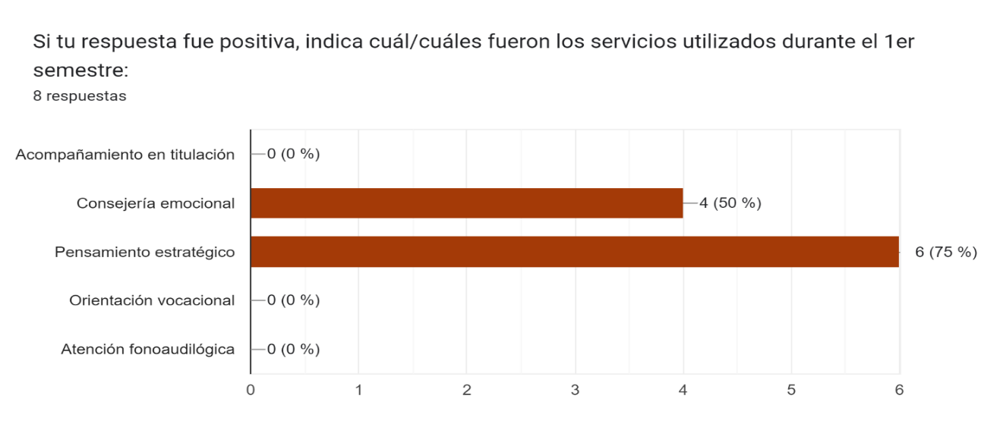 Si tu respuesta fue positiva, indica cuál/cuáles fueron los servicios utilizados durante el 1er
semestre:
8 respuestas
Acompañamiento en titulación
0 (0 %)
Consejería emocional
4 (50 %)
Pensamiento estratégico
6 (75 %)
Orientación vocacional
0 (0 %)
Atención fonoaudilógica
0 (0 %)
0 1 2 3 4 5 6